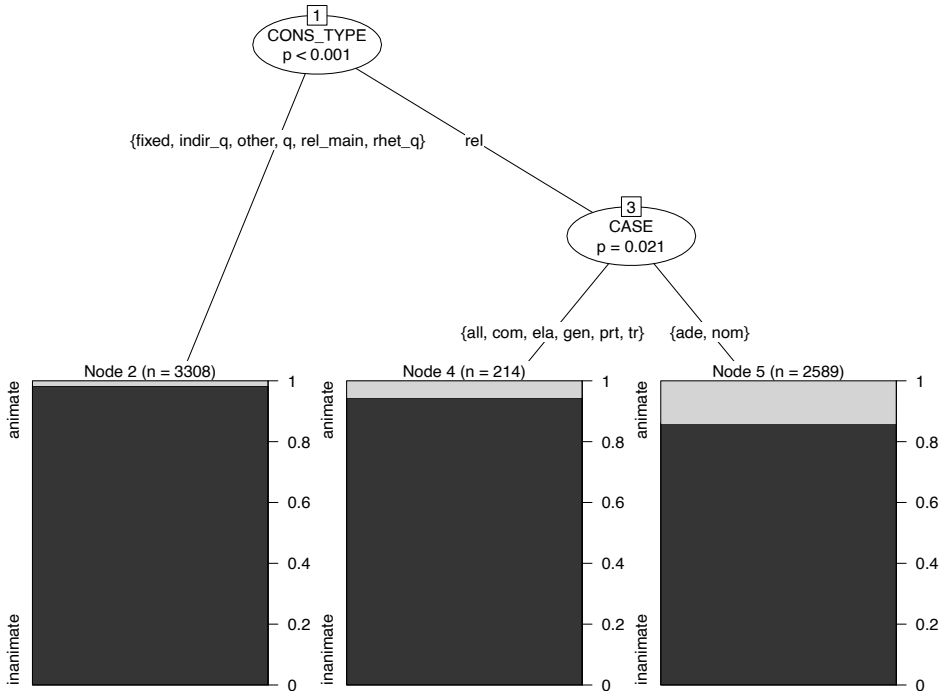 1
CONS_TYPE
p < 0.001
{fixed, indir_q, other, q, rel_main, rhet_q}
rel
3
CASE
p = 0.021
{all, com, ela, gen, prt, tr}
{ade, nom}
Node 2 (n = 3308)
animate
inanimate
1
0.8
0.6
0.4
0.2
0
Node 4 (n = 214)
animate
inanimate
1
0.8
0.6
0.4
0.2
0
Node 5 (n = 2589)
animate
inanimate
1
0.8
0.6
0.4
0.2
0